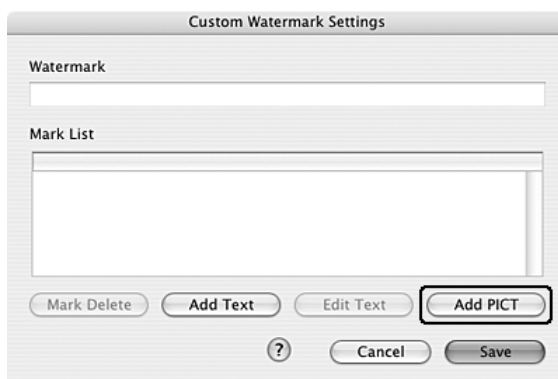 Custom Watermark Settings
Watermark
Mark List
Mark Delete Add Text Edit Text Add PICT
? Cancel Save